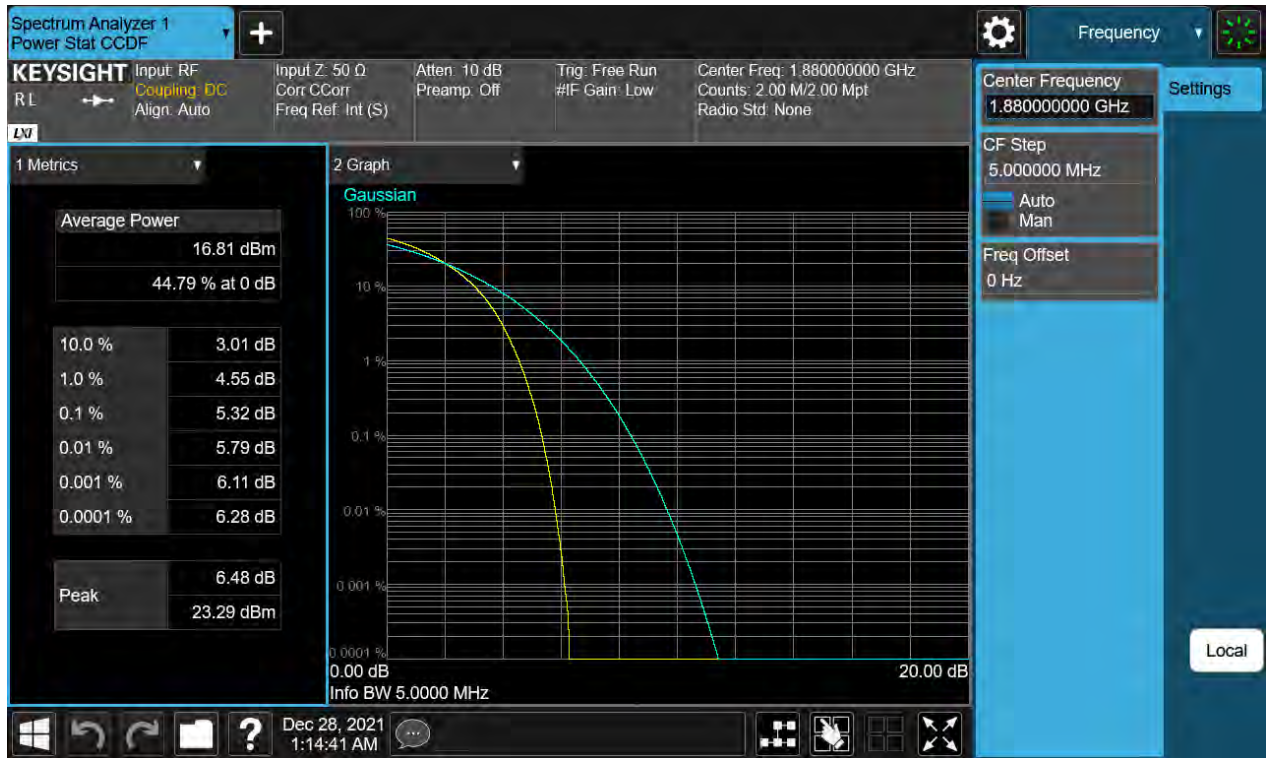 Spectrum Analyzer 1
Power Stat CCDF
+
Frequency
KEYSIGHT
RL
LXI
Input: RF
Coupling: DC
Align: Auto
Input Z: 50 Ω
Corr CCorr
Freq Ref: Int (S)
Atten: 10 dB
Preamp: Off
Trig: Free Run
#IF Gain: Low
Center Freq: 1.880000000 GHz
Counts: 2.00 M/2.00 Mpt
Radio Std: None
Center Frequency
1.880000000 GHz
Settings
CF Step
5.000000 MHz
Auto
Man
Freq Offset
0 Hz
1 Metrics
Average Power
16.81 dBm
44.79 % at 0 dB
10.0 % 3.01 dB
1.0 % 4.55 dB
0.1 % 5.32 dB
0.01 % 5.79 dB
0.001 % 6.11 dB
0.0001 % 6.28 dB
Peak
6.48 dB
23.29 dBm
2 Graph
Gaussian
100 %
10 %
1 %
0.1 %
0.01 %
0.001 %
0.0001 %
0.00 dB 20.00 dB
Info BW 5.0000 MHz
Local
?
Dec 28, 2021
1:14:41 AM